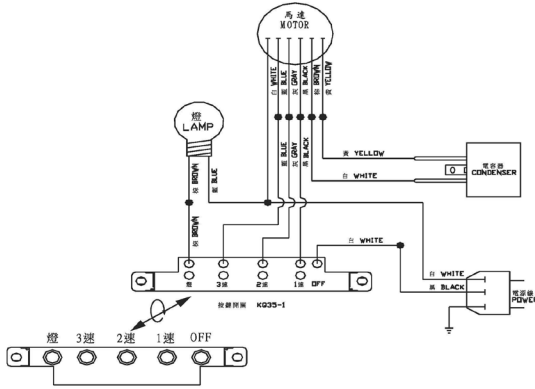 馬達
MOTOR
白 WHITE
藍 BLUE
灰 GRAY
黑 BLACK
棕 BROWN
黃 YELLOW
燈
LAMP
棕 BROWN
藍 BLUE
藍 BLUE
灰 GRAY
黑 BLACK
黃 YELLOW
白 WHITE
電容器
CONDENSER
棕 BROWN
白 WHITE
白 WHITE
黑 BLACK
電源線
POWER
燈 3速 2速 1速 OFF
按鍵開關 KQ35-1
燈 3速 2速 1速 OFF